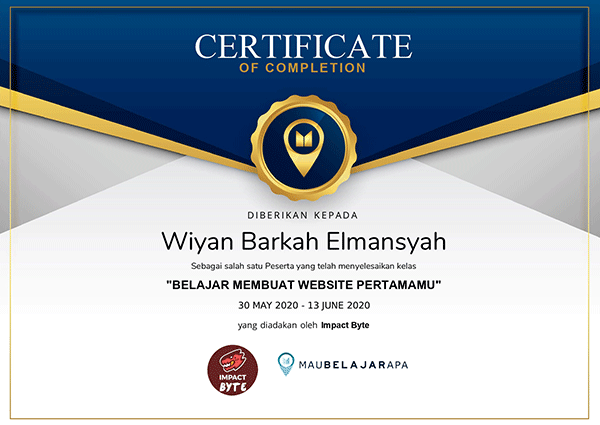 CERTIFICATE
OF COMPLETION
DIBERIKAN KEPADA
Wiyan Barkah Elmansyah
Sebagai salah satu Peserta yang telah menyelesaikan kelas
"BELAJAR MEMBUAT WEBSITE PERTAMAMU"
30 MAY 2020 - 13 JUNE 2020
yang diadakan oleh Impact Byte
IMPACT
BYTE
MAUBELAJARAPA